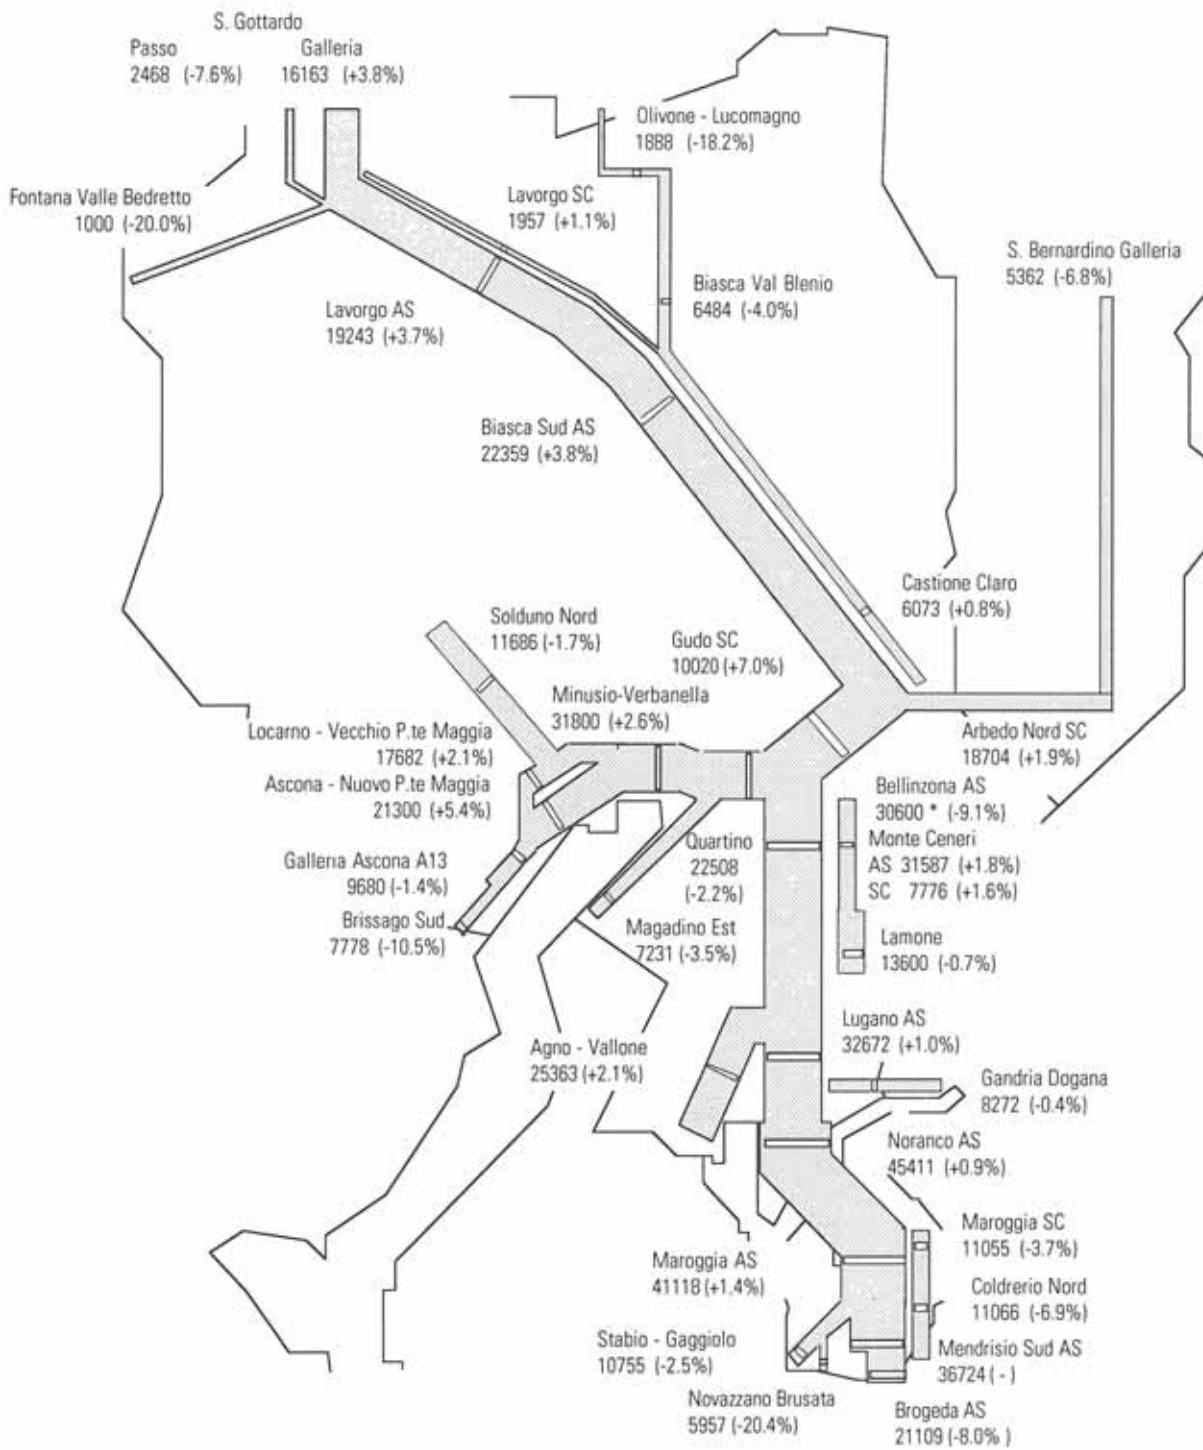 S. Gottardo
Passo
2468 (-7.6%)
Galleria
16163 (+3.8%)
Olivone - Lucomagno
1888 (-18.2%)
Fontana Valle Bedretto
1000 (-20.0%)
Lavorgo SC
1957 (+1.1%)
S. Bernardino Galleria
5362 (-6.8%)
Biasca Val Blenio
6484 (-4.0%)
Lavorgo AS
19243 (+3.7%)
Biasca Sud AS
22359 (+3.8%)
Castione Claro
6073 (+0.8%)
Solduno Nord
11686 (-1.7%)
Gudo SC
10020 (+7.0%)
Minusio-Verbanella
31800 (+2.6%)
Locarno - Vecchio P.te Maggia
17682 (+2.1%)
Arbedo Nord SC
18704 (+1.9%)
Ascona - Nuovo P.te Maggia
21300 (+5.4%)
Bellinzona AS
30600 * (-9.1%)
Monte Ceneri
AS 31587 (+1.8%)
SC 7776 (+1.6%)
Quartino
22508
(-2.2%)
Galleria Ascona A13
9680 (-1.4%)
Brissago Sud
7778 (-10.5%)
Magadino Est
7231 (-3.5%)
Lamone
13600 (-0.7%)
Lugano AS
32672 (+1.0%)
Agno - Vallone
25363 (+2.1%)
Gandria Dogana
8272 (-0.4%)
Noranco AS
45411 (+0.9%)
Maroggia SC
11055 (-3.7%)
Maroggia AS
41118 (+1.4%)
Coldrerio Nord
11066 (-6.9%)
Stabio - Gaggiolo
10755 (-2.5%)
Mendrisio Sud AS
36724 ( - )
Novazzano Brusata
5957 (-20.4%)
Brogeda AS
21109 (-8.0% )